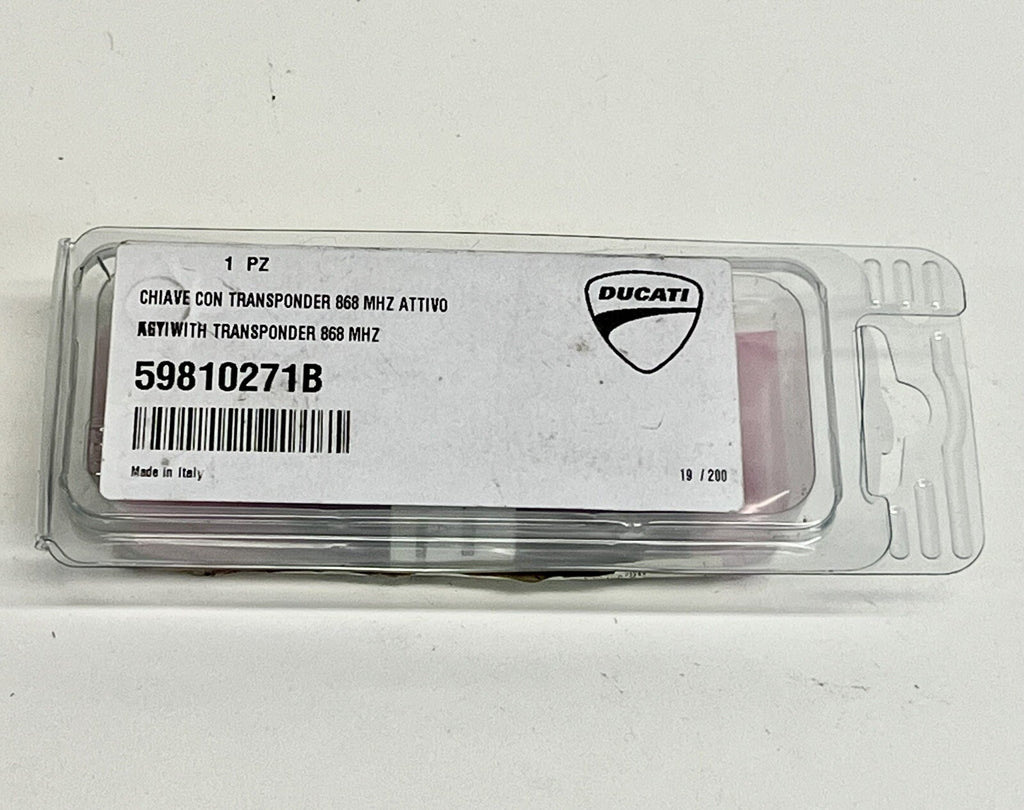 1 PZ
CHIAVE CON TRANSPONDER 868 MHZ ATTIVO
WITH TRANSPONDER 868 MHZ
59810271B
Made in Italy
19 / 200
DUCATI